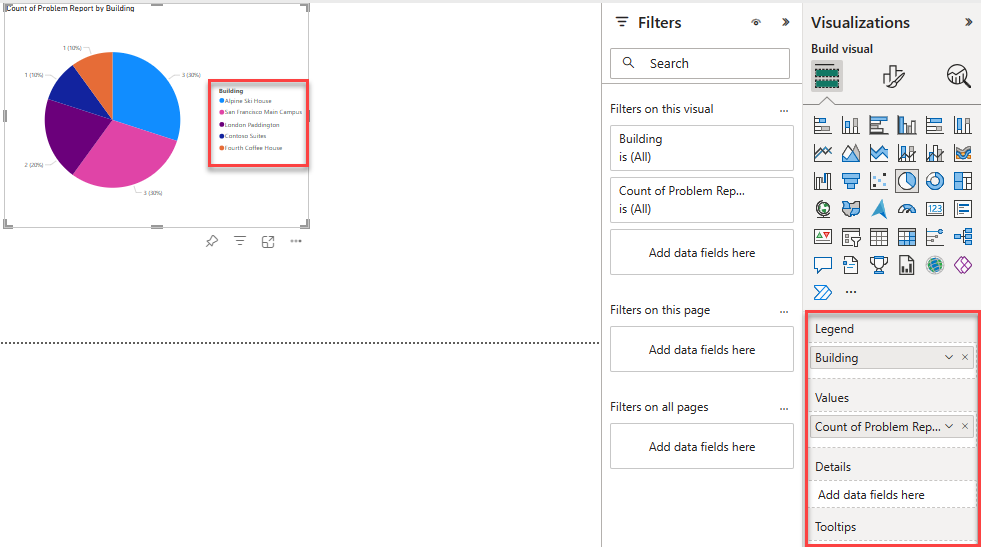 Count of Problem Report by Building
1 (10%)
1 (10%)
3 (30%)
2 (20%)
3 (30%)
Building
Alpine Ski House
San Francisco Main Campus
London Paddington
Contoso Suites
Fourth Coffee House
Filters
Search
Filters on this visual
...
Building
is (All)
Count of Problem Rep...
is (All)
Add data fields here
Filters on this page
...
Add data fields here
Filters on all pages
...
Add data fields here
Visualizations
Build visual
123
...
Legend
Building
Values
Count of Problem Rep...
Details
Add data fields here
Tooltips